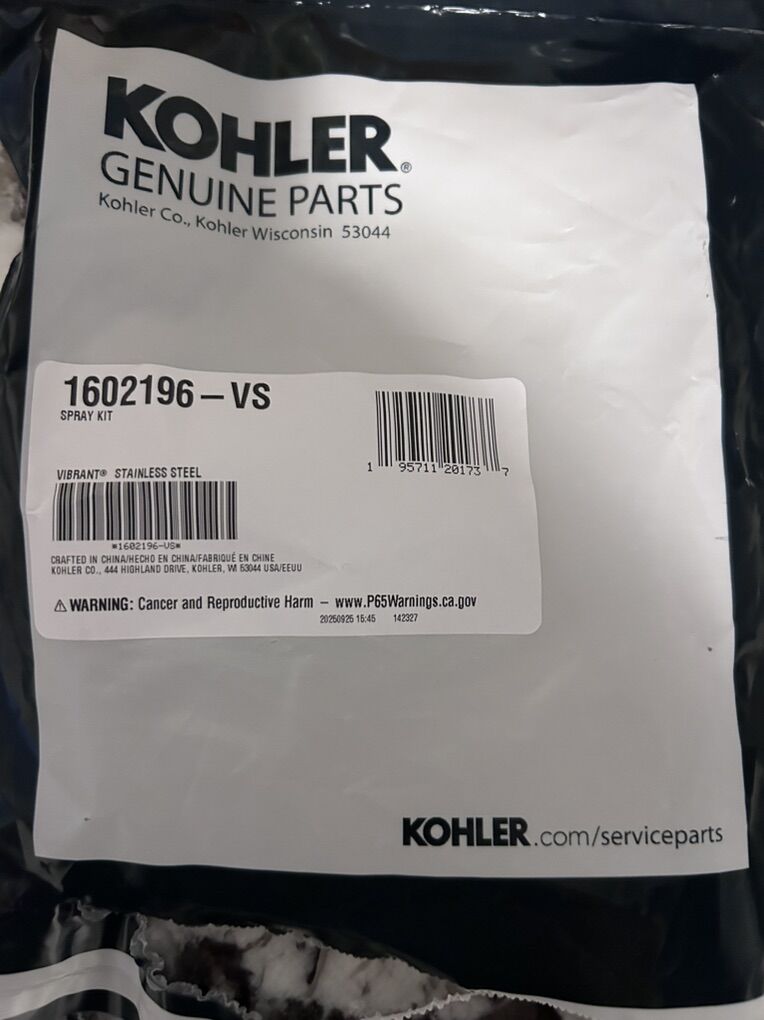 KOHLER®
GENUINE PARTS
Kohler Co., Kohler Wisconsin 53044
1602196-VS
SPRAY KIT
1 95711 20173 7
VIBRANT® STAINLESS STEEL
*1602196-VS*
CRAFTED IN CHINA/HECHO EN CHINA/FABRIQUÉ EN CHINE
KOHLER CO., 444 HIGHLAND DRIVE, KOHLER, WI 53044 USA/EEUU
⚠ WARNING: Cancer and Reproductive Harm – www.P65Warnings.ca.gov
20250925 15:45 142327
KOHLER.com/serviceparts